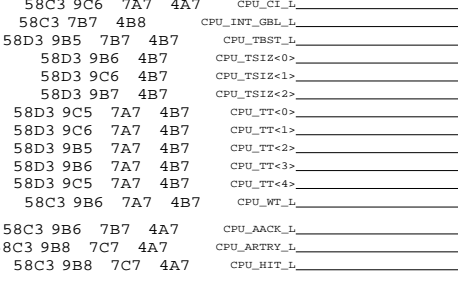 58C3 9C6 7A7 4A7 CPU_CI_L
58C3 7B7 4B8 CPU_INT_GBL_L
58D3 9B5 7B7 4B7 CPU_TBST_L
58D3 9B6 4B7 CPU_TSIZ<0>
58D3 9C6 4B7 CPU_TSIZ<1>
58D3 9B7 4B7 CPU_TSIZ<2>
58D3 9C5 7A7 4B7 CPU_TT<0>
58D3 9C6 7A7 4B7 CPU_TT<1>
58D3 9B5 7A7 4B7 CPU_TT<2>
58D3 9B6 7A7 4B7 CPU_TT<3>
58D3 9C5 7A7 4B7 CPU_TT<4>
58C3 9B6 7A7 4B7 CPU_WT_L
58C3 9B6 7B7 4A7 CPU_AACK_L
8C3 9B8 7C7 4A7 CPU_ARTRY_L
58C3 9B8 7C7 4A7 CPU_HIT_L